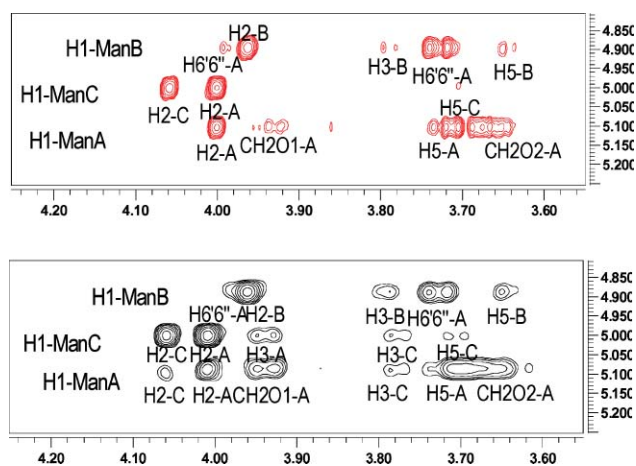 H1-ManB
H2-B
H6'6"-A
H3-B
H6'6"-A
H5-B
4.850
4.900
4.950
H1-ManC
H2-C
H2-A
H5-C
5.000
5.050
H1-ManA
H2-A
CH2O1-A
H5-A
CH2O2-A
5.100
5.150
5.200
4.20 4.10 4.00 3.90 3.80 3.70 3.60
H1-ManB
H6'6"-A
H2-B
H3-B
H6'6"-A
H5-B
4.850
4.900
4.950
H1-ManC
H2-C
H2-A
H3-A
H3-C
H5-C
5.000
5.050
H1-ManA
H2-C
H2-A
CH2O1-A
H3-C
H5-A
CH2O2-A
5.100
5.150
5.200
4.20 4.10 4.00 3.90 3.80 3.70 3.60